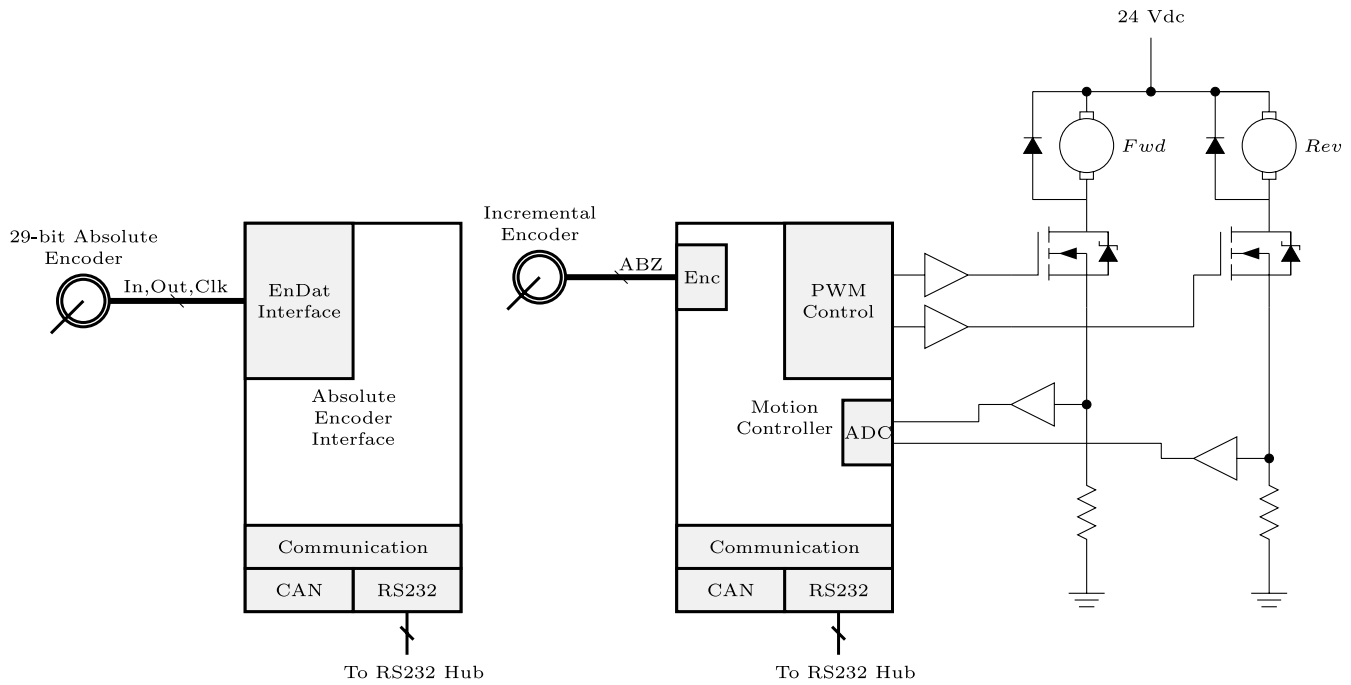 24 Vdc
Fwd
Rev
29-bit Absolute
Encoder
In,Out,Clk
EnDat
Interface
Absolute
Encoder
Interface
Communication
CAN
RS232
To RS232 Hub
Incremental
Encoder
ABZ
Enc
PWM
Control
Motion
Controller
ADC
Communication
CAN
RS232
To RS232 Hub